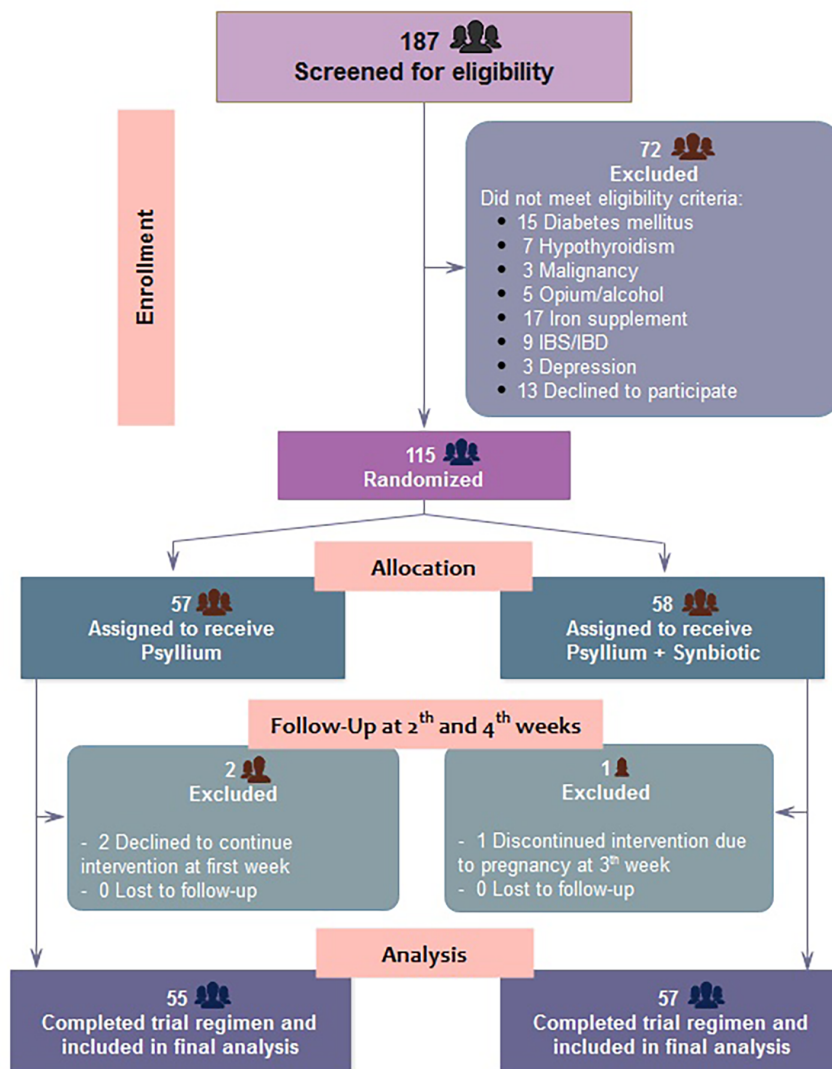 187
Screened for eligibility
Enrollment
72
Excluded
Did not meet eligibility criteria:
• 15 Diabetes mellitus
• 7 Hypothyroidism
• 3 Malignancy
• 5 Opium/alcohol
• 17 Iron supplement
• 9 IBS/IBD
• 3 Depression
• 13 Declined to participate
115
Randomized
Allocation
57
Assigned to receive
Psyllium
58
Assigned to receive
Psyllium + Synbiotic
Follow-Up at 2th and 4th weeks
2
Excluded
- 2 Declined to continue
intervention at first week
- 0 Lost to follow-up
1
Excluded
- 1 Discontinued intervention due
to pregnancy at 3th week
- 0 Lost to follow-up
Analysis
55
Completed trial regimen and
included in final analysis
57
Completed trial regimen and
included in final analysis